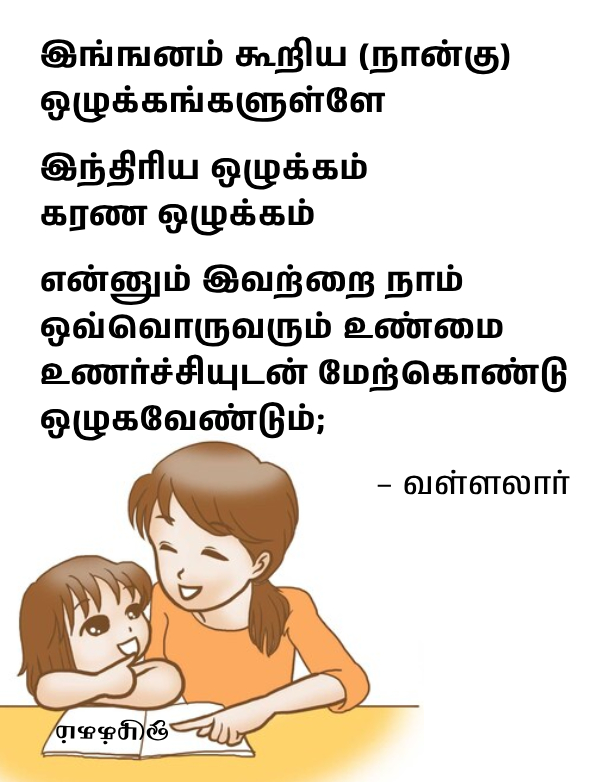 இங்ஙனம் கூறிய (நான்கு)
ஒழுக்கங்களுள்ளே
இந்திரிய ஒழுக்கம்
கரண ஒழுக்கம்
என்னும் இவற்றை நாம்
ஒவ்வொருவரும் உண்மை
உணர்ச்சியுடன் மேற்கொண்டு
ஒழுகவேண்டும்;
– வள்ளலார்